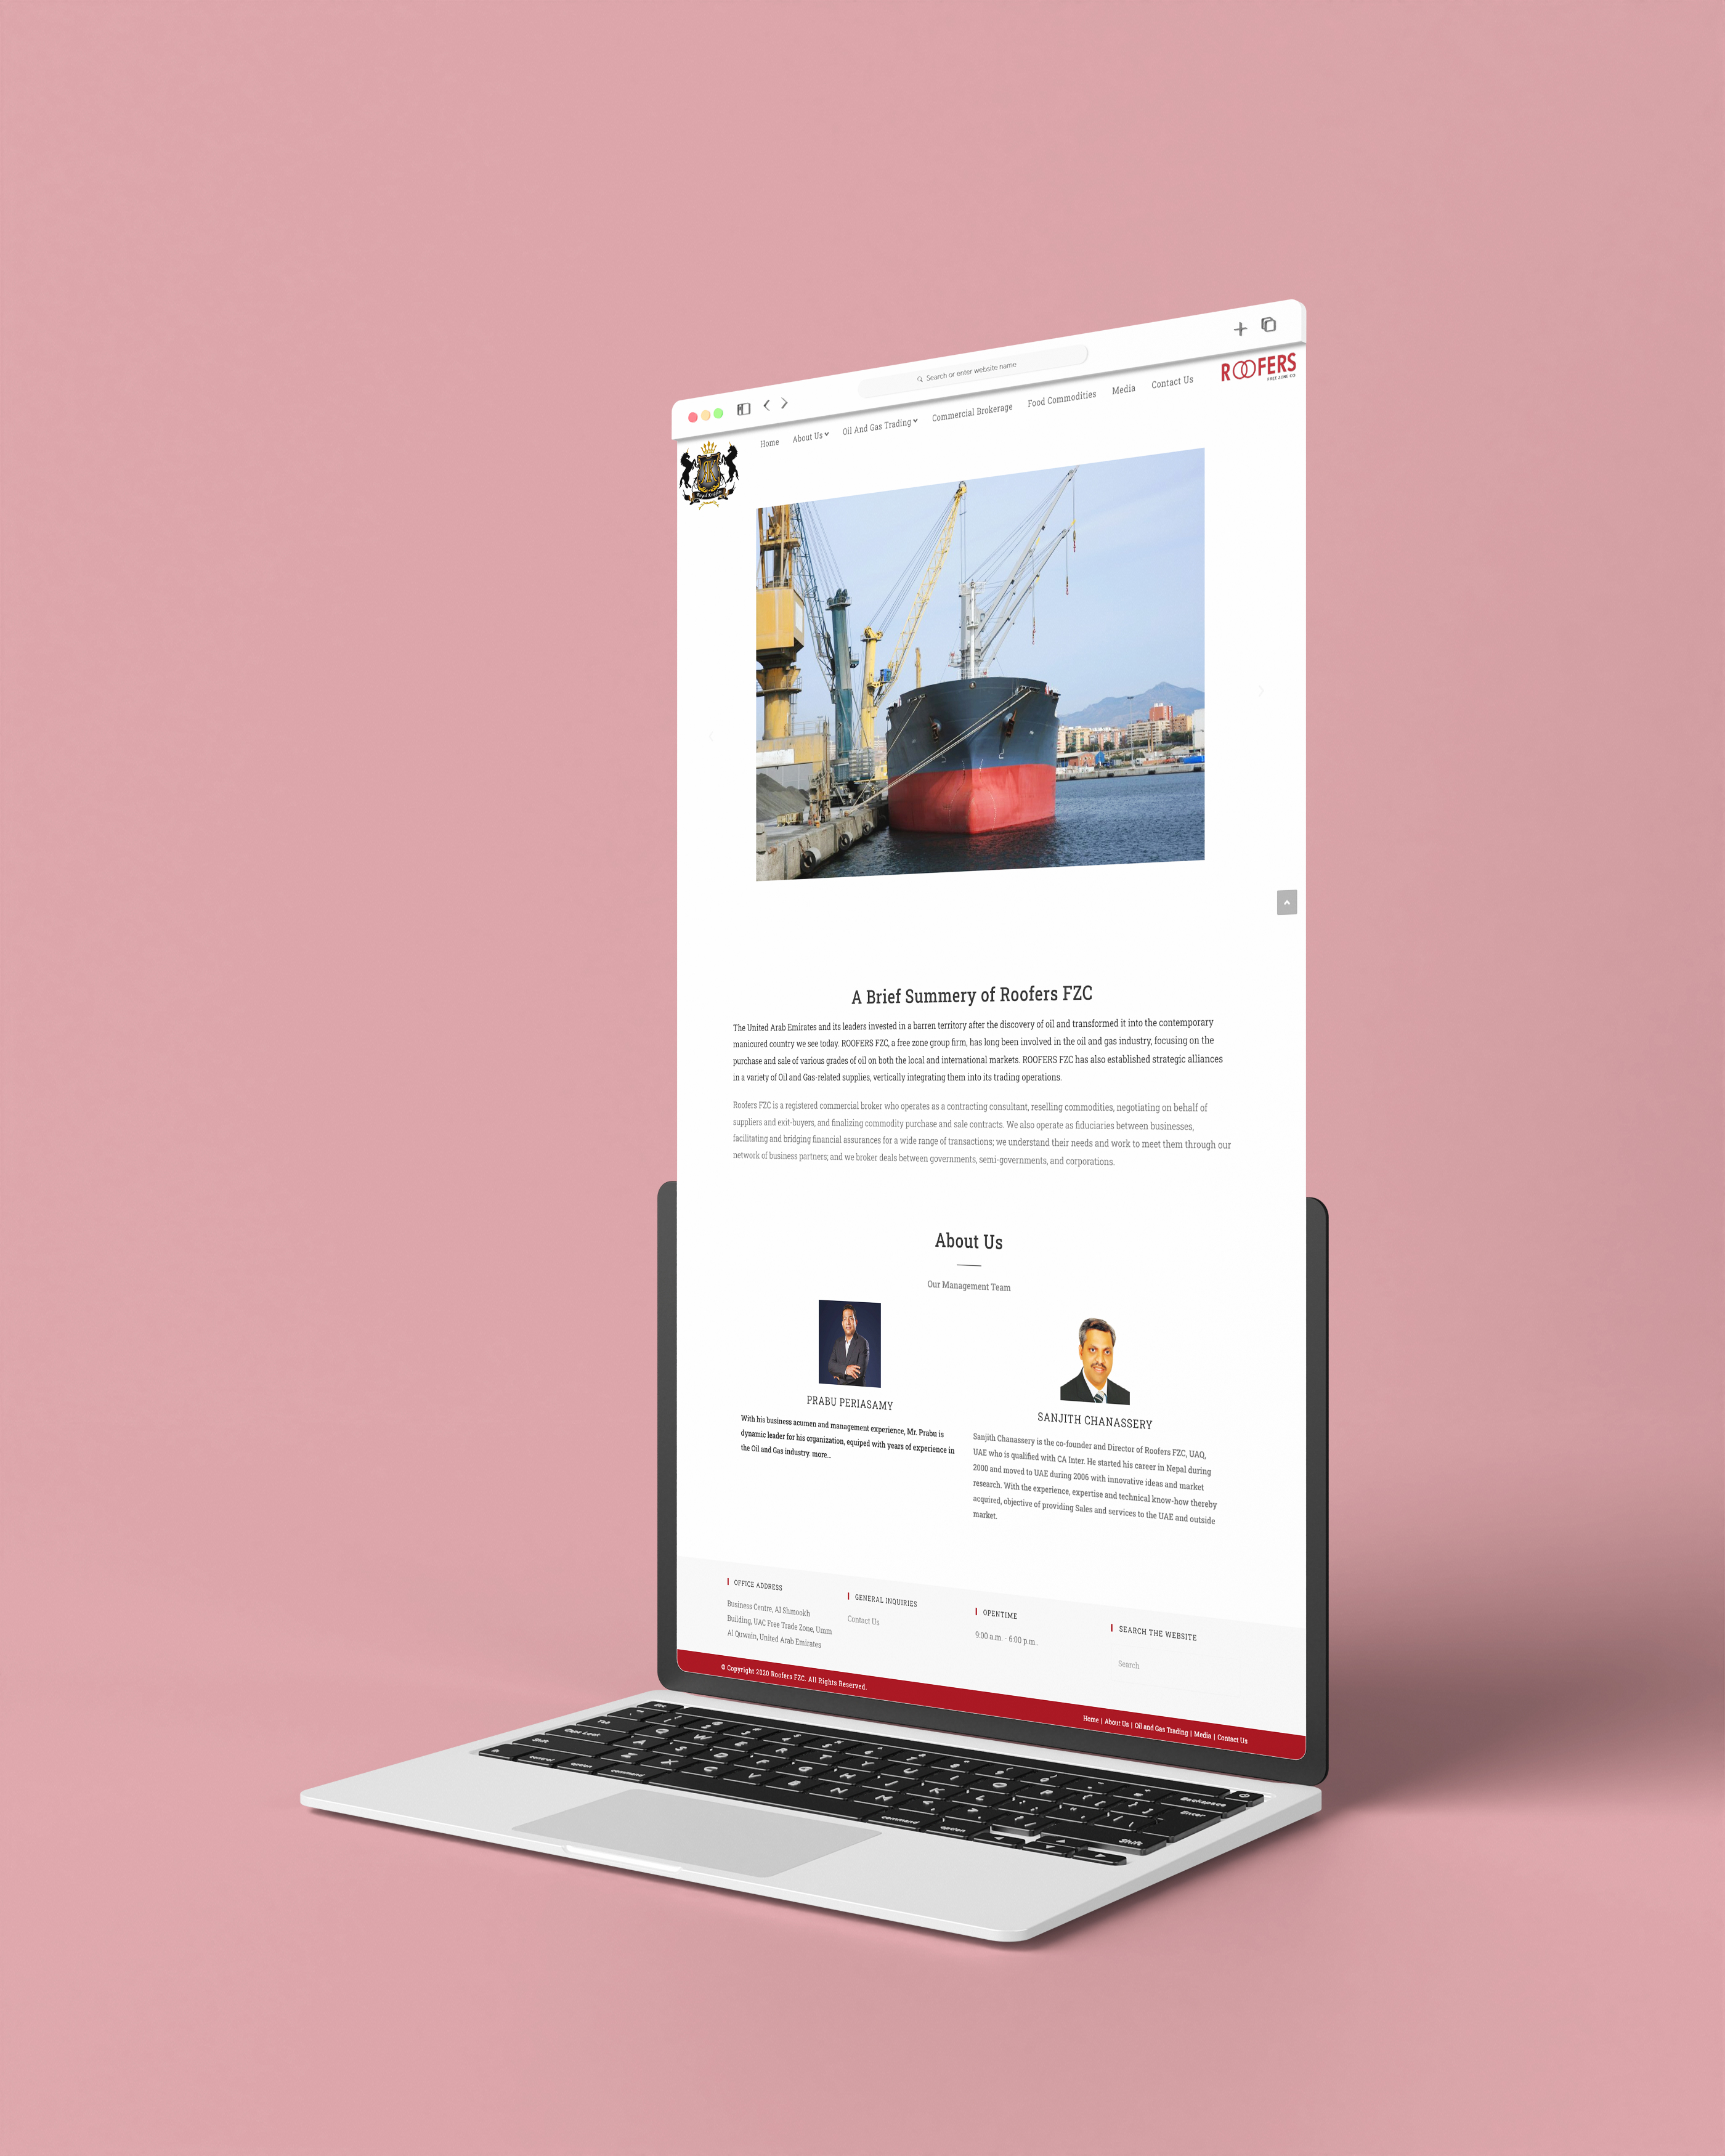 Search or enter website name
ROOFERS
FREE ZONE CO
Home
About Us
Oil And Gas Trading
Commercial Brokerage
Food Commodities
Media
Contact Us
Royal Knights
A Brief Summery of Roofers FZC
The United Arab Emirates and its leaders invested in a barren territory after the discovery of oil and transformed it into the contemporary
manicured country we see today. ROOFERS FZC, a free zone group firm, has long been involved in the oil and gas industry, focusing on the
purchase and sale of various grades of oil on both the local and international markets. ROOFERS FZC has also established strategic alliances
in a variety of Oil and Gas-related supplies, vertically integrating them into its trading operations.
Roofers FZC is a registered commercial broker who operates as a contracting consultant, reselling commodities, negotiating on behalf of
suppliers and exit-buyers, and finalizing commodity purchase and sale contracts. We also operate as fiduciaries between businesses,
facilitating and bridging financial assurances for a wide range of transactions; we understand their needs and work to meet them through our
network of business partners; and we broker deals between governments, semi-governments, and corporations.
About Us
Our Management Team
PRABU PERIASAMY
With his business acumen and management experience, Mr. Prabu is
dynamic leader for his organization, equiped with years of experience in
the Oil and Gas industry. more...
SANJITH CHANASSERY
Sanjith Chanassery is the co-founder and Director of Roofers FZC, UAQ,
UAE who is qualified with CA Inter. He started his career in Nepal during
2000 and moved to UAE during 2006 with innovative ideas and market
research. With the experience, expertise and technical know-how thereby
acquired, objective of providing Sales and services to the UAE and outside
market.
OFFICE ADDRESS
Business Centre, Al Shmookh
Building, UAC Free Trade Zone, Umm
Al Quwain, United Arab Emirates
GENERAL INQUIRIES
Contact Us
OPENTIME
9:00 a.m. - 6:00 p.m..
SEARCH THE WEBSITE
Search
© Copyright 2020 Roofers FZC. All Rights Reserved.
Home | About Us | Oil and Gas Trading | Media | Contact Us